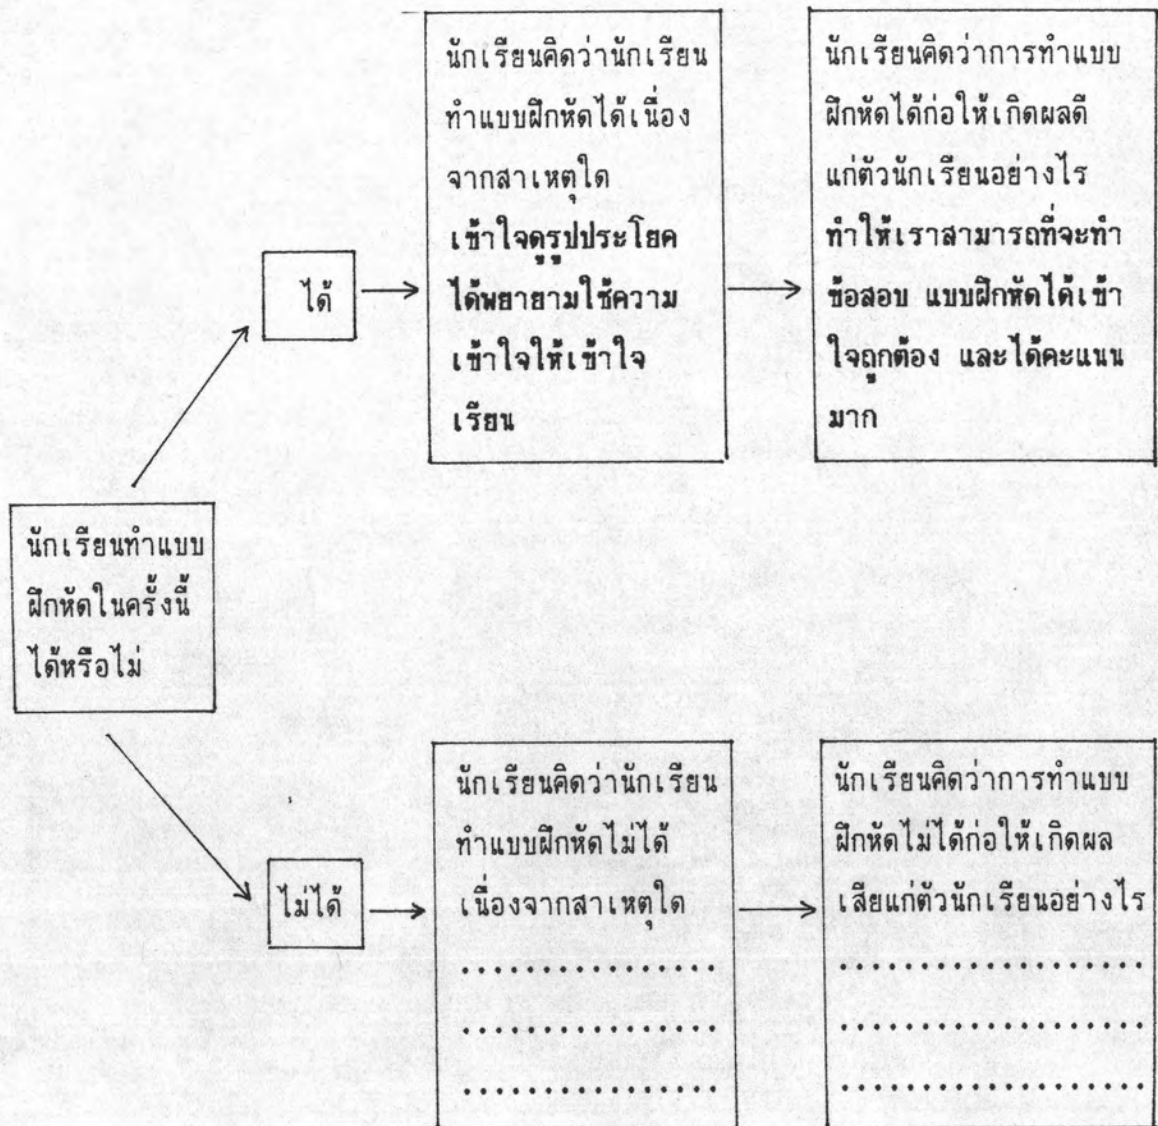 นักเรียนคิดว่านักเรียน
ทำแบบฝึกหัดได้เนื่อง
จากสาเหตุใด
เข้าใจดูรูปประโยค
ได้พยายามใช้ความ
เข้าใจให้เข้าใจ
เรียน
นักเรียนคิดว่าการทำแบบ
ฝึกหัดได้ก่อให้เกิดผลดี
แก่ตัวนักเรียนอย่างไร
ทำให้เราสามารถที่จะทำ
ข้อสอบ แบบฝึกหัดได้เข้า
ใจถูกต้อง และได้คะแนน
มาก
ได้
นักเรียนทำแบบ
ฝึกหัดในครั้งนี้
ได้หรือไม่
ไม่ได้
นักเรียนคิดว่านักเรียน
ทำแบบฝึกหัดไม่ได้
เนื่องจากสาเหตุใด
................
................
................
นักเรียนคิดว่าการทำแบบ
ฝึกหัดไม่ได้ก่อให้เกิดผล
เสียแก่ตัวนักเรียนอย่างไร
...................
...................
...................